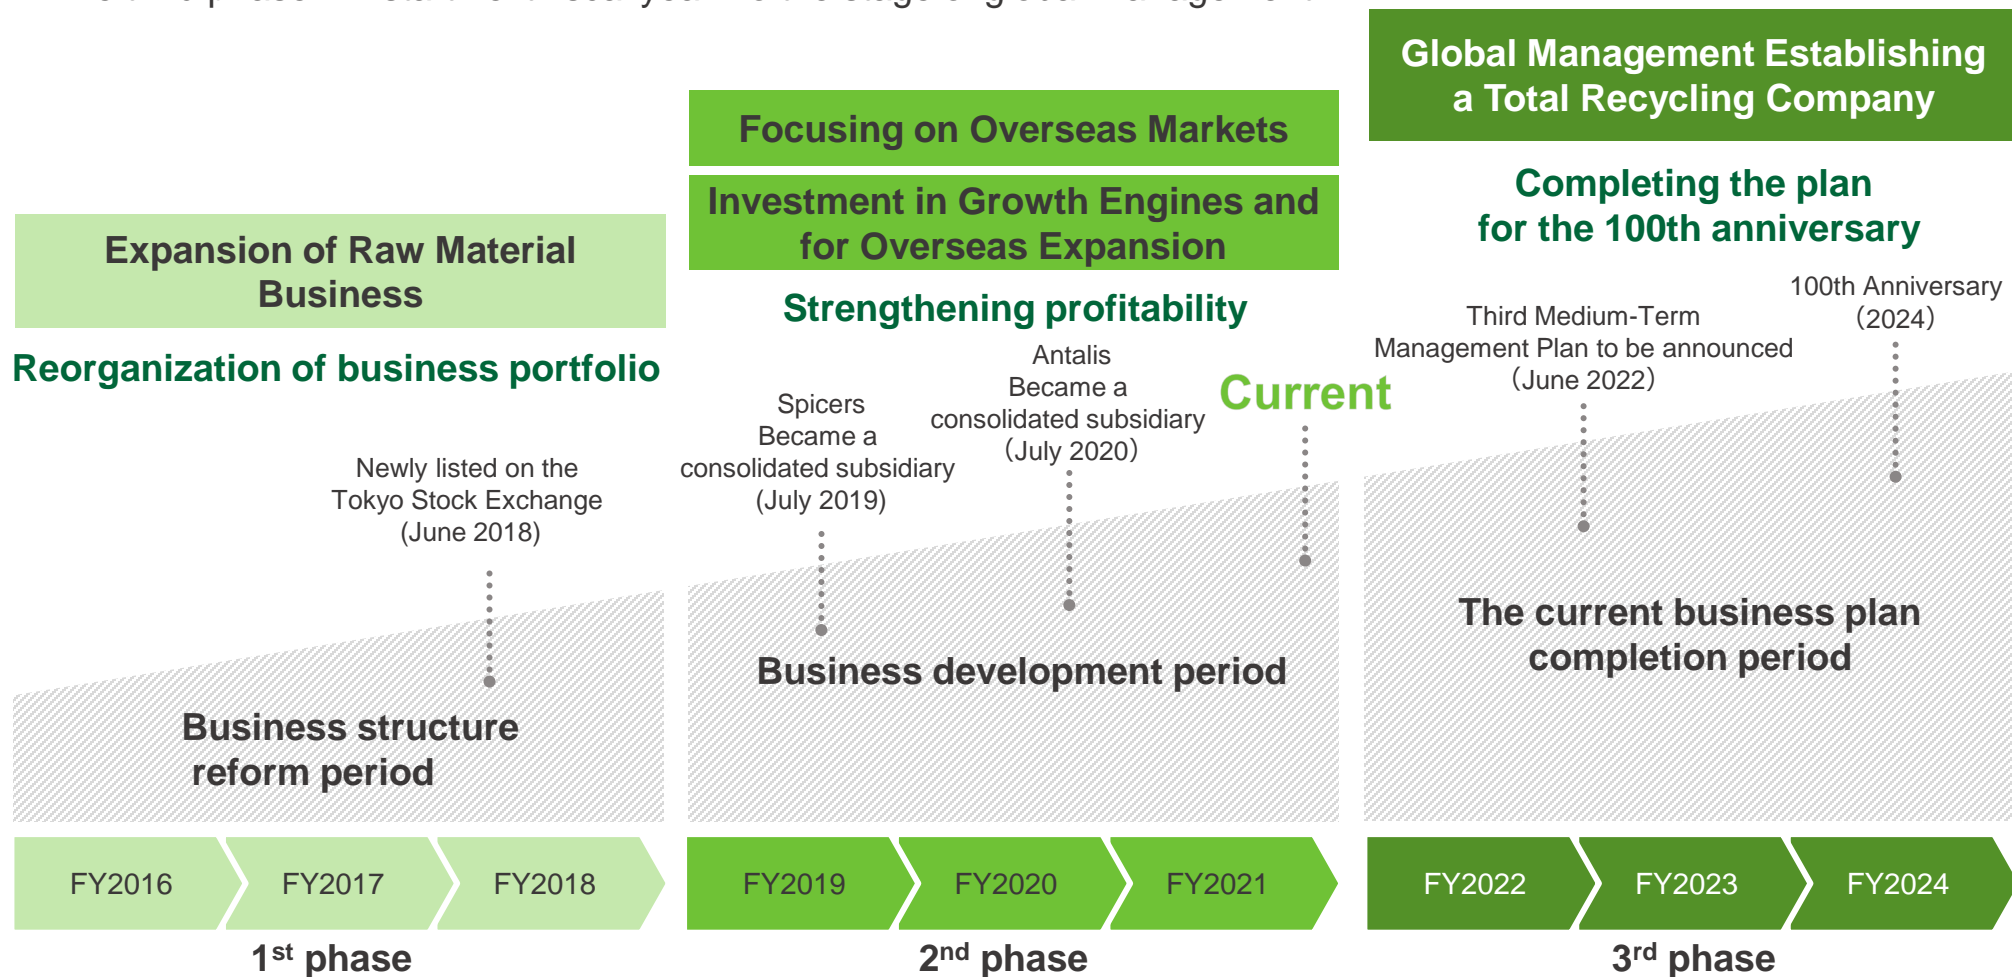 Global Management Establishing
a Total Recycling Company
Focusing on Overseas Markets
Investment in Growth Engines and
for Overseas Expansion
Expansion of Raw Material
Business
Completing the plan
for the 100th anniversary
Strengthening profitability
Reorganization of business portfolio
Newly listed on the
Tokyo Stock Exchange
(June 2018)
Spicers
Became a
consolidated subsidiary
(July 2019)
Antalis
Became a
consolidated subsidiary
（July 2020）
Current
Third Medium-Term
Management Plan to be announced
（June 2022）
100th Anniversary
（2024）
Business structure
reform period
Business development period
The current business plan
completion period
FY2016
FY2017
FY2018
FY2019
FY2020
FY2021
FY2022
FY2023
FY2024
1st phase
2nd phase
3rd phase